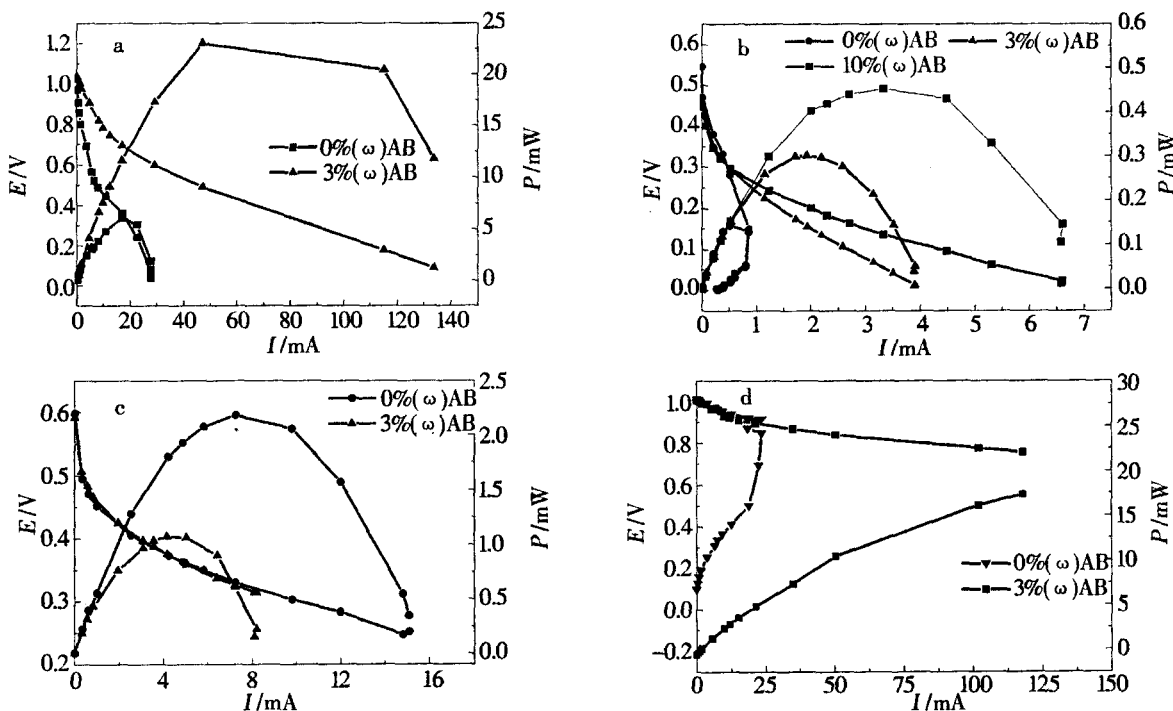 a
E/V
1.2
1.0
0.8
0.6
0.4
0.2
0.0
25
20
15
10
5
0
P/mW
0%(ω)AB
3%(ω)AB
0 20 40 60 80 100 120 140
I/mA
b
E/V
0.6
0.5
0.4
0.3
0.2
0.1
0.0
0.6
0.5
0.4
0.3
0.2
0.1
0.0
P/mW
0%(ω)AB 3%(ω)AB
10%(ω)AB
0 1 2 3 4 5 6 7
I/mA
c
E/V
0.6
0.5
0.4
0.3
0.2
2.5
2.0
1.5
1.0
0.5
0.0
P/mW
0%(ω)AB
3%(ω)AB
0 4 8 12 16
I/mA
d
E/V
1.0
0.8
0.6
0.4
0.2
0.0
-0.2
30
25
20
15
10
5
0
P/mW
0%(ω)AB
3%(ω)AB
0 25 50 75 100 125 150
I/mA